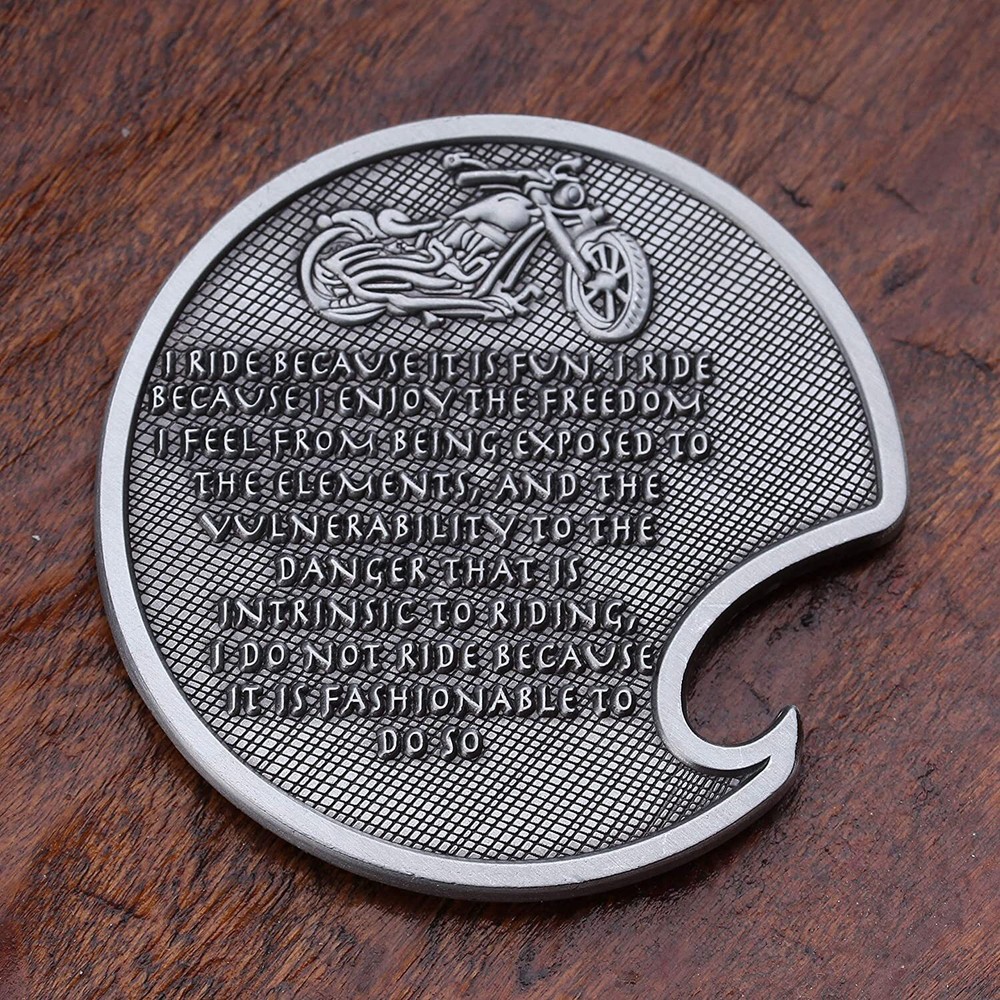 I RIDE BECAUSE IT IS FUN. I RIDE
BECAUSE I ENJOY THE FREEDOM
I FEEL FROM BEING EXPOSED TO
THE ELEMENTS, AND THE
VULNERABILITY TO THE
DANGER THAT IS
INTRINSIC TO RIDING,
I DO NOT RIDE BECAUSE
IT IS FASHIONABLE TO
DO SO